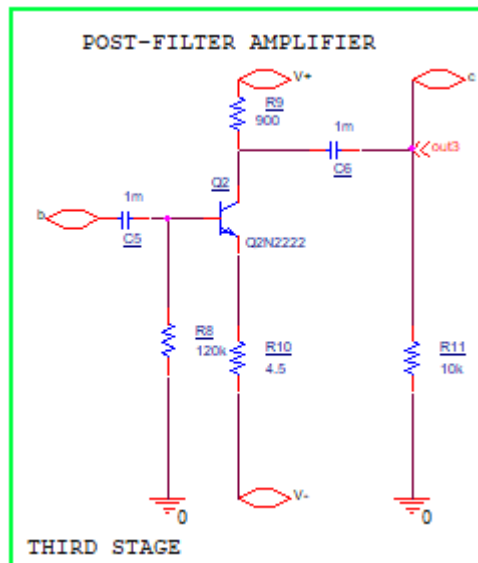 POST-FILTER AMPLIFIER
V+
c
R9
900
1m
C6
out3
Q2
Q2N2222
1m
b
C5
R8
120k
R10
4.5
R11
10k
V-
0
0
THIRD STAGE